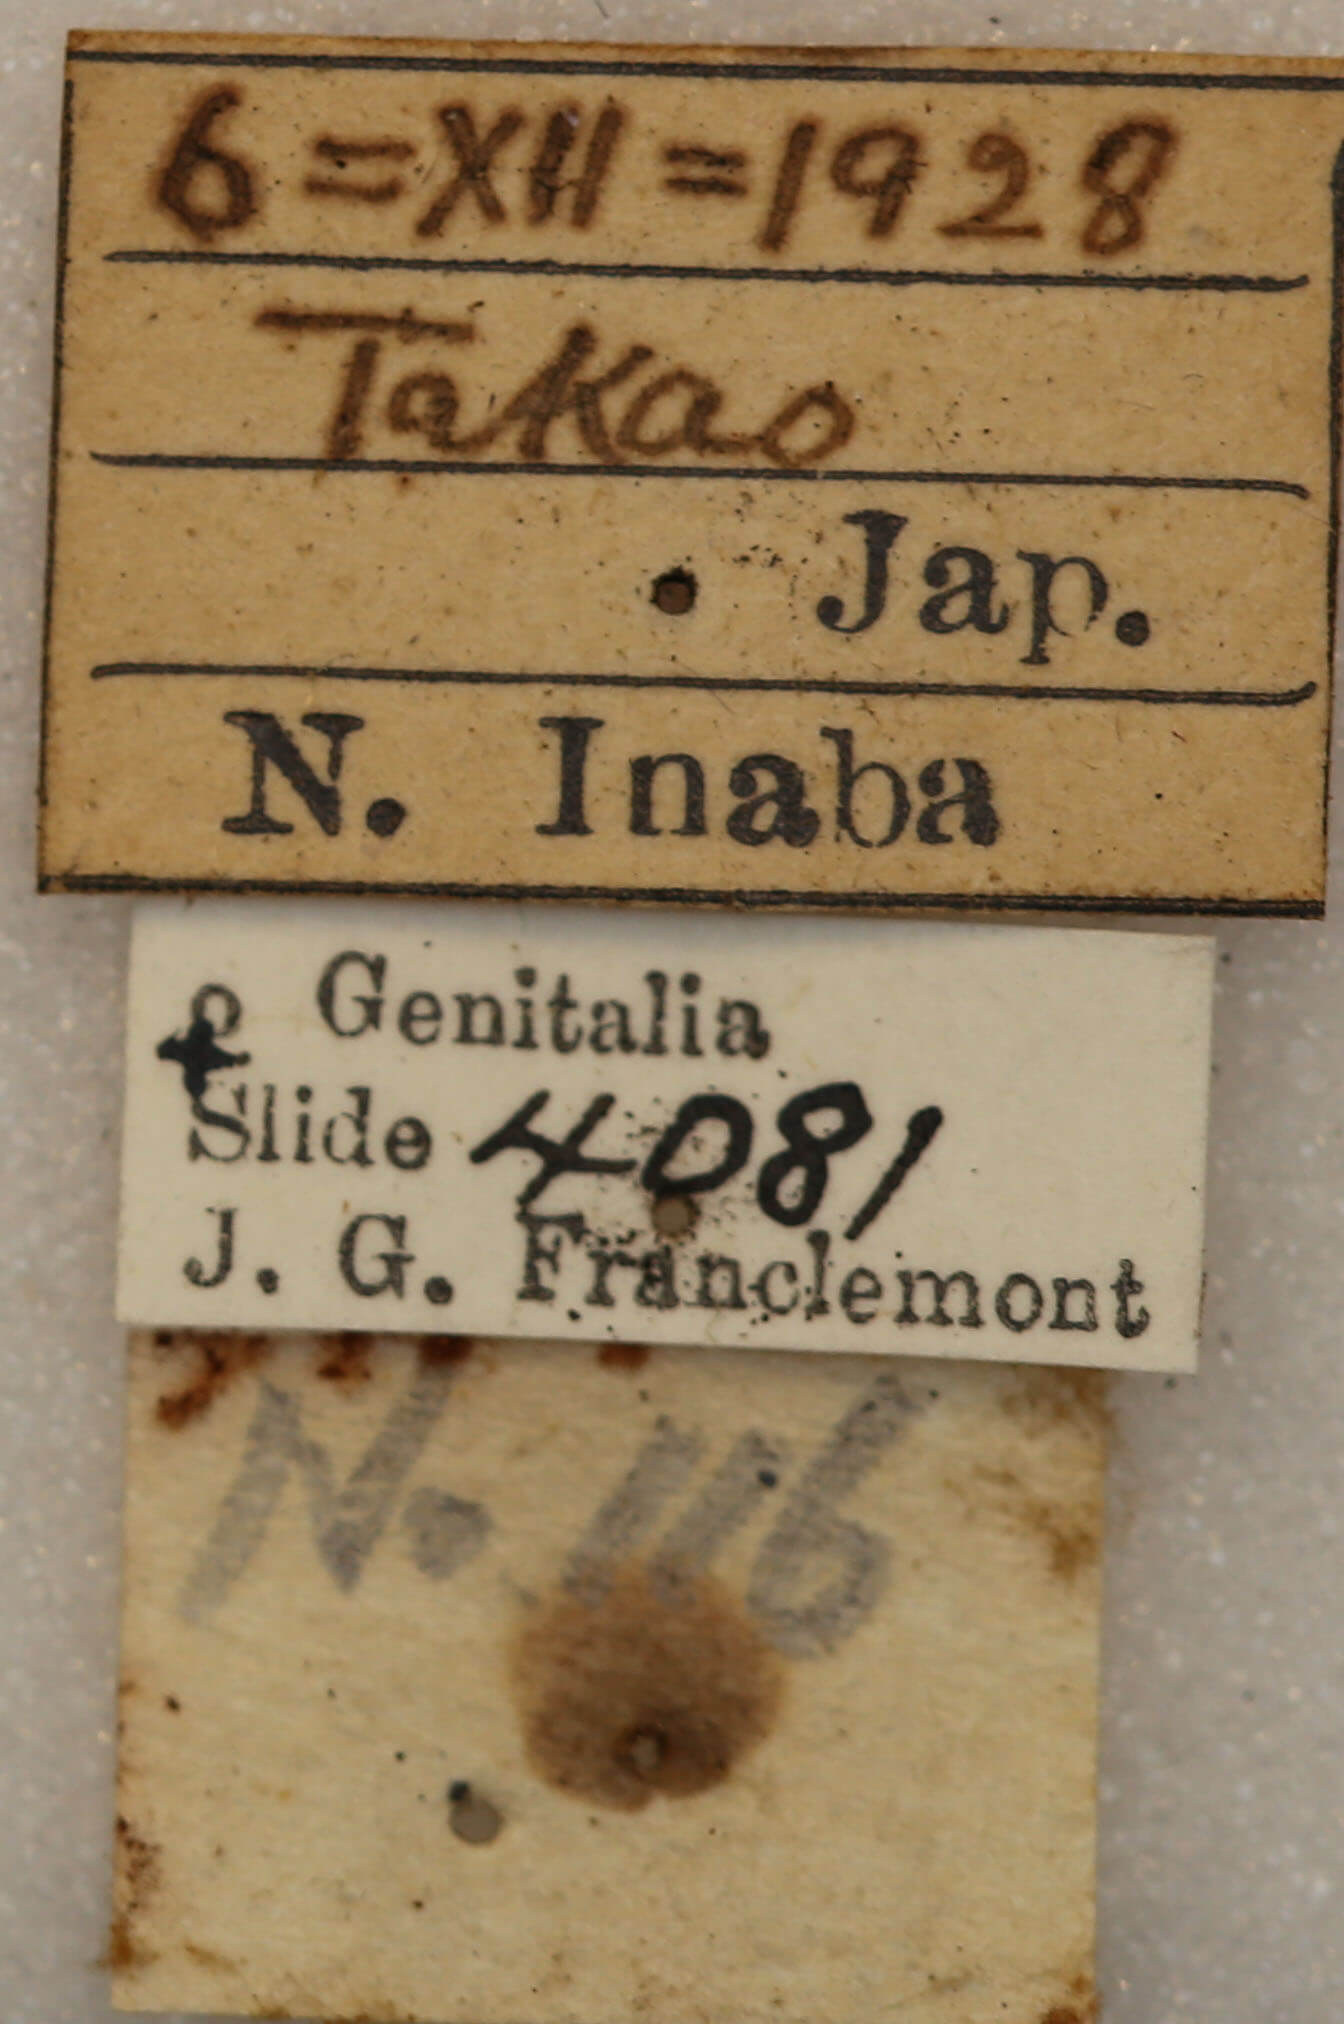 6=XII=1928
Takao
Jap.
N. Inaba
♀ Genitalia
Slide 4081
J. G. Franclemont
N. 116